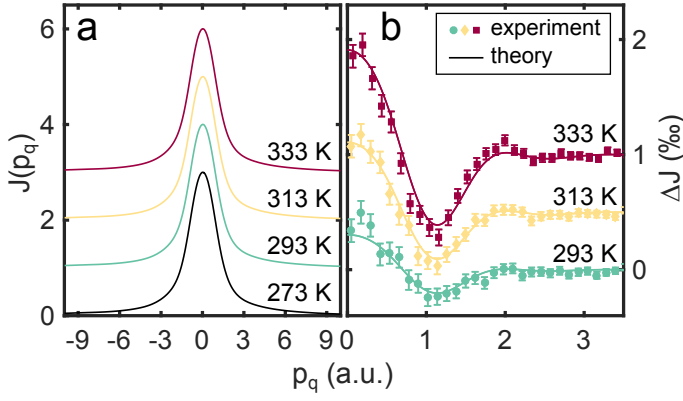 a
6
4
2
0
J(p_q)
333 K
313 K
293 K
273 K
-9
-6
-3
0
3
6
9
p_q (a.u.)
b
experiment
theory
333 K
313 K
293 K
0
1
2
3
2
1
0
ΔJ (‰)